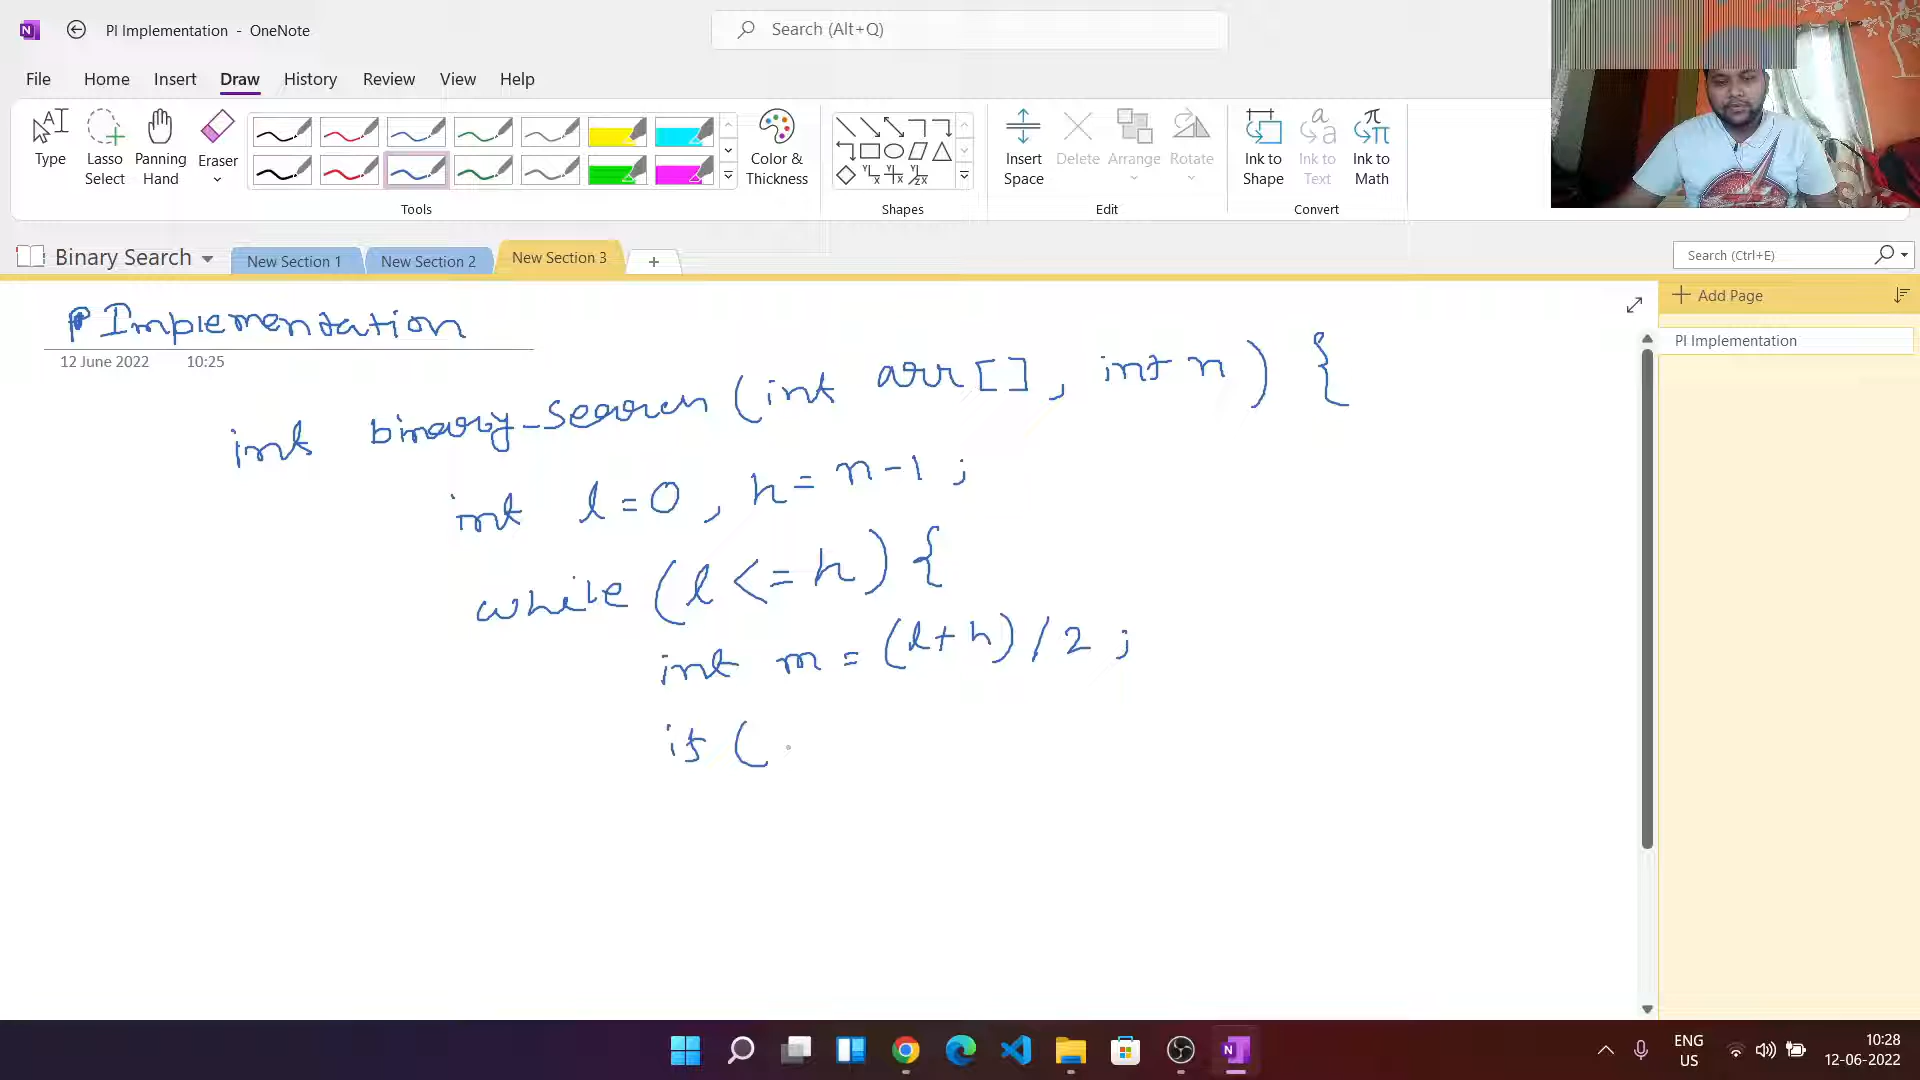 PI Implementation - OneNote
Search (Alt+Q)
File Home Insert Draw History Review View Help
Type
Lasso Select
Panning Hand
Eraser
Color & Thickness
Insert Space
Delete
Arrange
Rotate
Ink to Shape
Ink to Text
Ink to Math
Tools
Shapes
Edit
Convert
Binary Search
New Section 1
New Section 2
New Section 3
Search (Ctrl+E)
Add Page
PI Implementation
Implementation
12 June 2022 10:25
int binary_search (int arr [], int n) {
int l = 0, h = n-1 ;
while (l <= h) {
int m = (l+h) / 2 ;
if (
ENG
US
10:28
12-06-2022